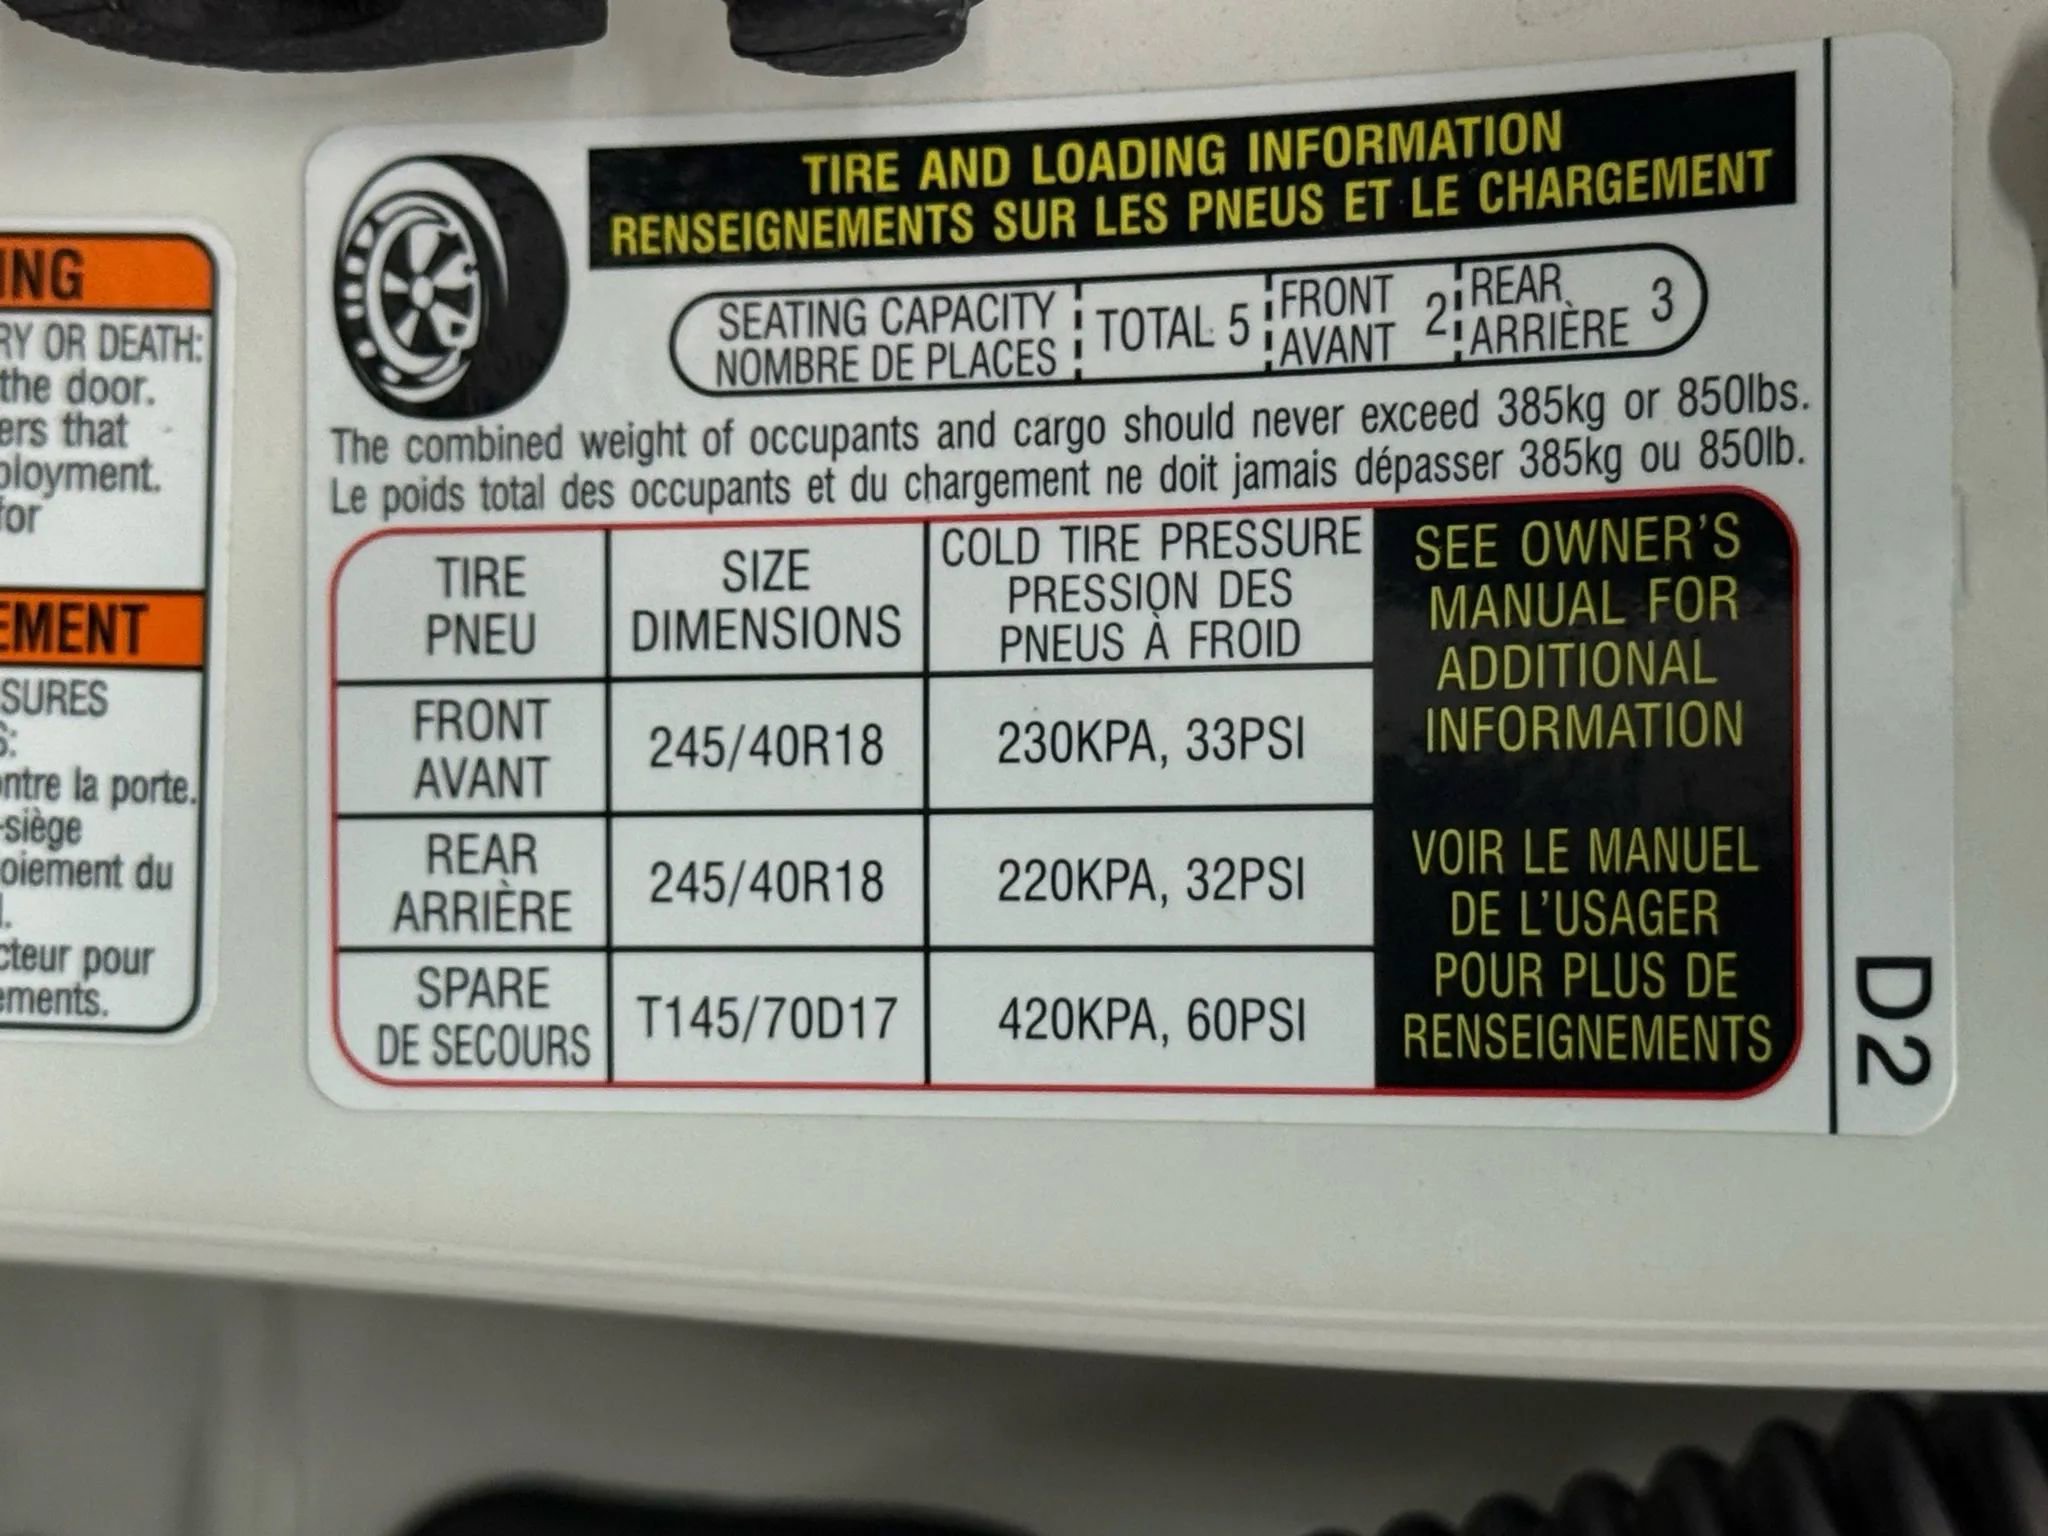 TIRE AND LOADING INFORMATION
RENSEIGNEMENTS SUR LES PNEUS ET LE CHARGEMENT
SEATING CAPACITY
NOMBRE DE PLACES
TOTAL 5
FRONT
AVANT 2
REAR
ARRIÈRE 3
The combined weight of occupants and cargo should never exceed 385kg or 850lbs.
Le poids total des occupants et du chargement ne doit jamais dépasser 385kg ou 850lb.
TIRE
PNEU
SIZE
DIMENSIONS
COLD TIRE PRESSURE
PRESSION DES
PNEUS À FROID
FRONT
AVANT
245/40R18
230KPA, 33PSI
REAR
ARRIÈRE
245/40R18
220KPA, 32PSI
SPARE
DE SECOURS
T145/70D17
420KPA, 60PSI
SEE OWNER'S
MANUAL FOR
ADDITIONAL
INFORMATION
VOIR LE MANUEL
DE L'USAGER
POUR PLUS DE
RENSEIGNEMENTS
D2
ING
RY OR DEATH:
the door.
ers that
ployment.
for
EMENT
SURES
S:
ontre la porte.
-siège
oiement du
cteur pour
ements.